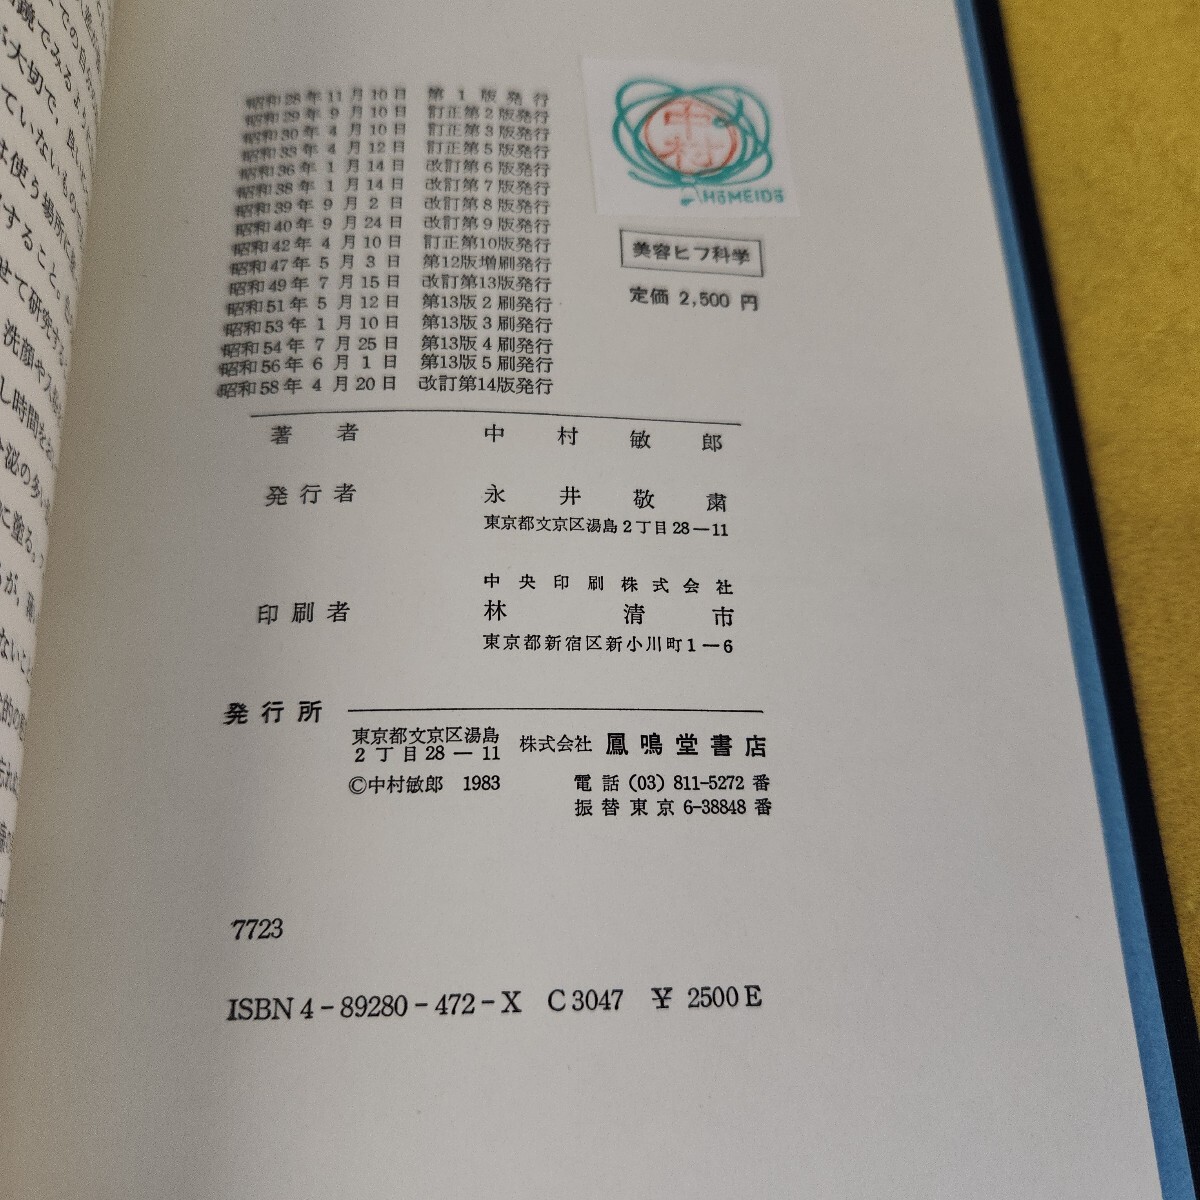 昭和28年11月10日　第1版発行
昭和29年9月10日　訂正第2版発行
昭和30年4月10日　訂正第3版発行
昭和33年4月12日　訂正第5版発行
昭和36年1月14日　改訂第6版発行
昭和38年1月14日　改訂第7版発行
昭和39年9月2日　改訂第8版発行
昭和40年9月24日　改訂第9版発行
昭和42年4月10日　訂正第10版発行
昭和47年5月3日　第12版増刷発行
昭和49年7月15日　改訂第13版発行
昭和51年5月12日　第13版2刷発行
昭和53年1月10日　第13版3刷発行
昭和54年7月25日　第13版4刷発行
昭和56年6月1日　第13版5刷発行
昭和58年4月20日　改訂第14版発行
中村
HōMEIDō
美容ヒフ科学
定価 2,500 円
著者　中村敏郎
発行者　永井敬粛
東京都文京区湯島2丁目28―11
中央印刷株式会社
印刷者　林清市
東京都新宿区新小川町1―6
発行所
東京都文京区湯島
2丁目28―11　株式会社 鳳鳴堂書店
©中村敏郎 1983　電話 (03) 811-5272 番
振替東京 6-38848 番
7723
ISBN 4-89280-472-X C3047 ¥ 2500E